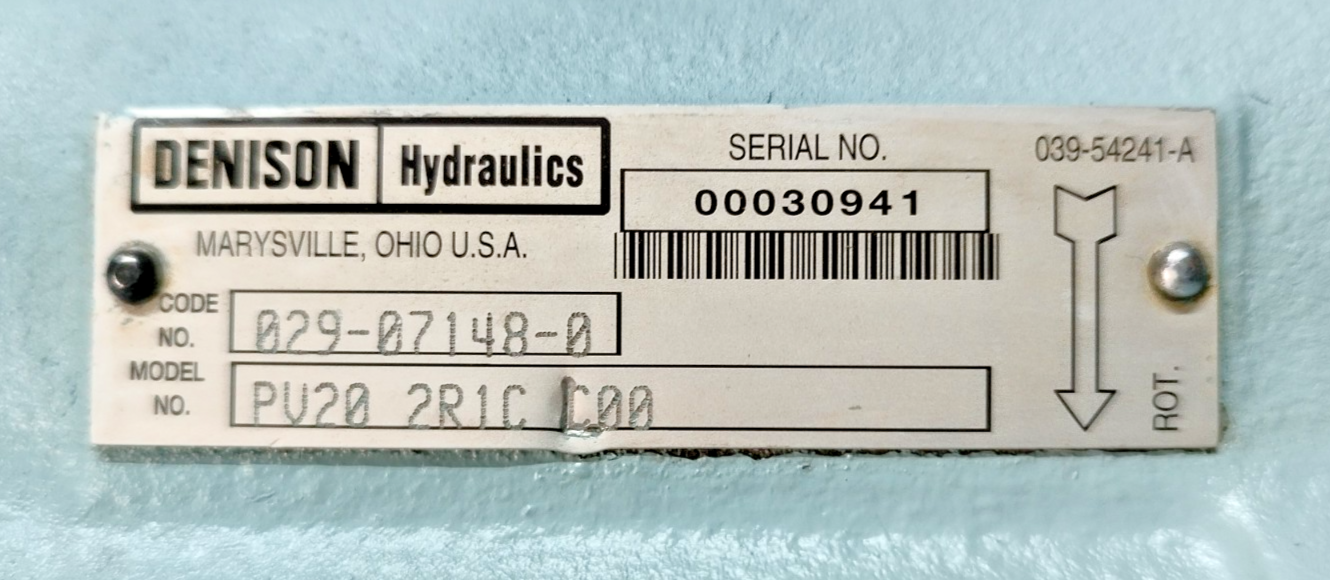 DENISON Hydraulics
MARYSVILLE, OHIO U.S.A.
SERIAL NO.
00030941
039-54241-A
CODE NO.
029-07148-0
MODEL NO.
PV20 2R1C C00
ROT.